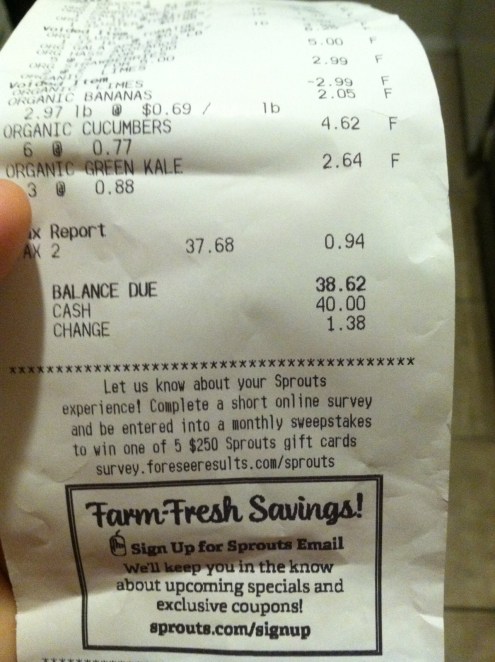 5.00 F
2.99 F
Voided Item
ORGANIC LIMES -2.99 F
ORGANIC BANANAS 2.05 F
2.97 lb @ $0.69 / lb
ORGANIC CUCUMBERS 4.62 F
6 @ 0.77
ORGANIC GREEN KALE 2.64 F
3 @ 0.88
ax Report
AX 2 37.68 0.94
BALANCE DUE 38.62
CASH 40.00
CHANGE 1.38
*******************************************
Let us know about your Sprouts
experience! Complete a short online survey
and be entered into a monthly sweepstakes
to win one of 5 $250 Sprouts gift cards
survey.foreseeresults.com/sprouts
Farm-Fresh Savings!
Sign Up for Sprouts Email
We'll keep you in the know
about upcoming specials and
exclusive coupons!
sprouts.com/signup